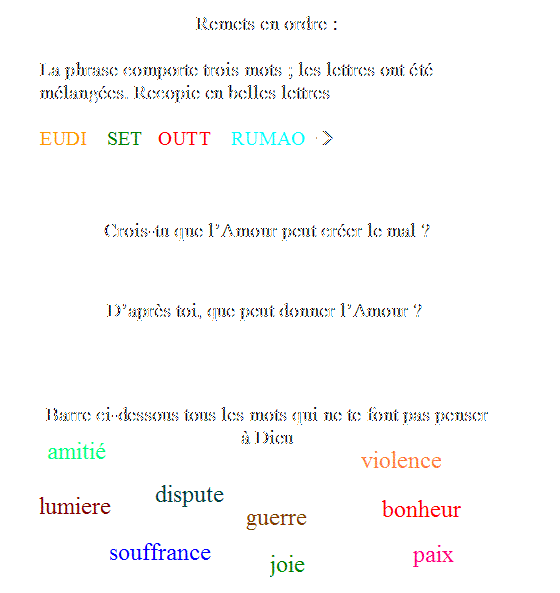 Remets en ordre :
La phrase comporte trois mots ; les lettres ont été
mélangées. Recopie en belles lettres
EUDI SET OUTT RUMAO ->
Crois-tu que l'Amour peut créer le mal ?
D'après toi, que peut donner l'Amour ?
Barre ci-dessous tous les mots qui ne te font pas penser
à Dieu
amitié
violence
dispute
lumiere
guerre
bonheur
souffrance
joie
paix